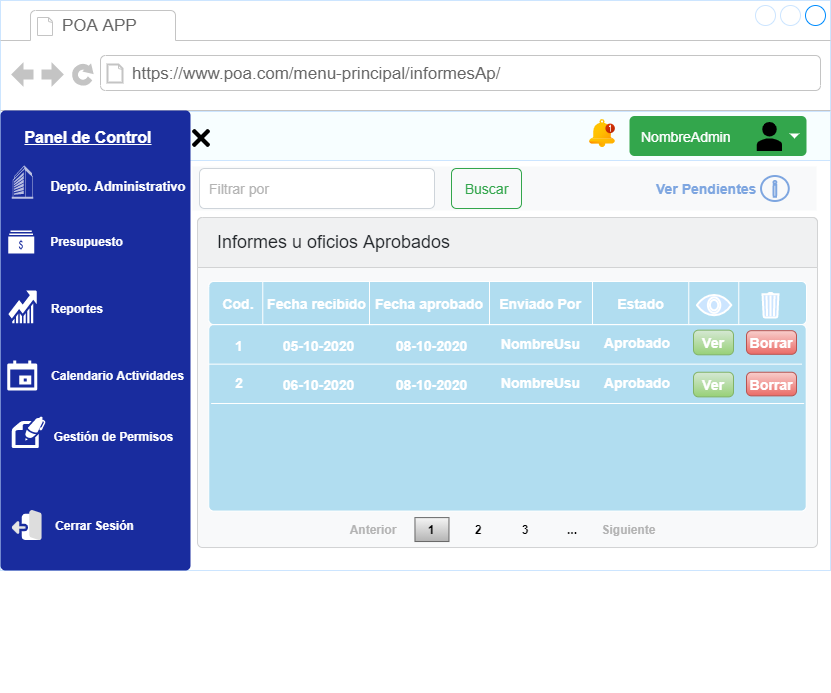 POA APP
https://www.poa.com/menu-principal/informesAp/
Panel de Control
1
NombreAdmin
Depto. Administrativo
Filtrar por
Buscar
Ver Pendientes
Presupuesto
$
Informes u oficios Aprobados
Reportes
Calendario Actividades
Gestión de Permisos
Cerrar Sesión
Cod. Fecha recibido Fecha aprobado Enviado Por Estado
1 05-10-2020 08-10-2020 NombreUsu Aprobado Ver Borrar
2 06-10-2020 08-10-2020 NombreUsu Aprobado Ver Borrar
Anterior 1 2 3 ... Siguiente